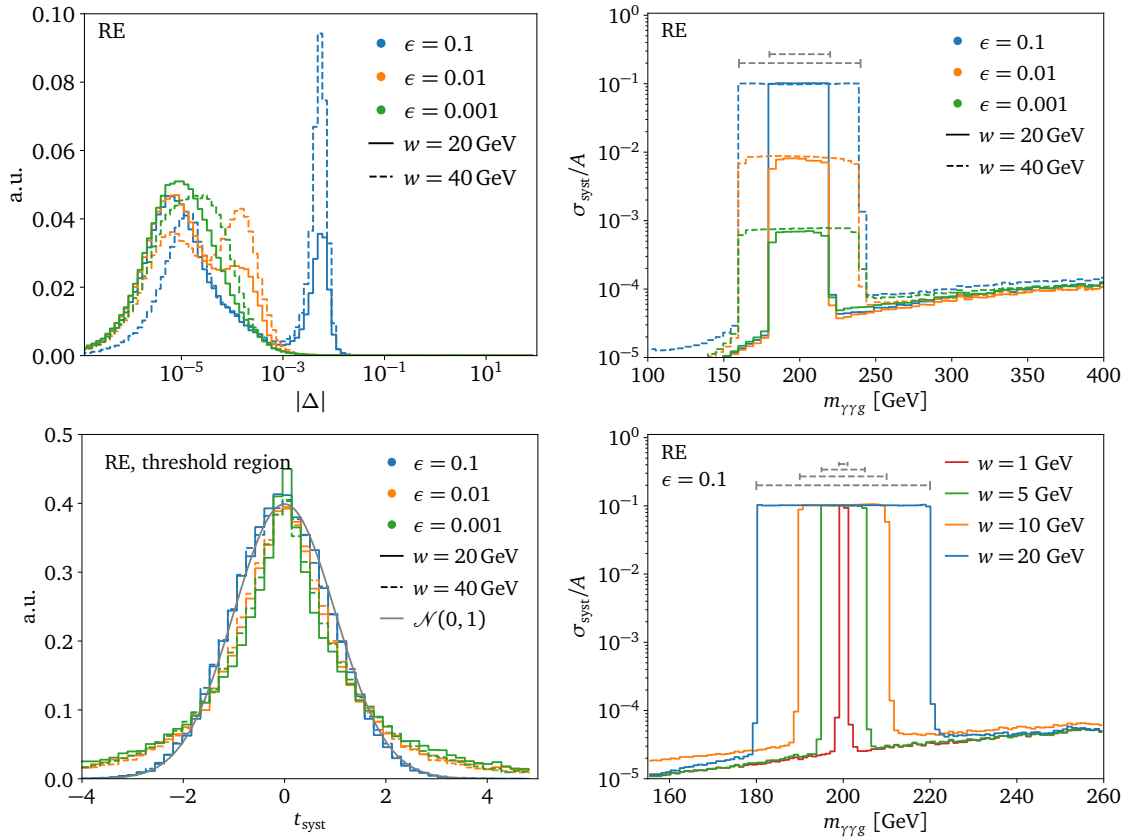 RE
ϵ = 0.1
ϵ = 0.01
ϵ = 0.001
w = 20 GeV
w = 40 GeV
a.u.
0.10
0.08
0.06
0.04
0.02
0.00
10⁻⁵ 10⁻³ 10⁻¹ 10¹
|Δ|
RE
ϵ = 0.1
ϵ = 0.01
ϵ = 0.001
w = 20 GeV
w = 40 GeV
σsyst/A
10⁰
10⁻¹
10⁻²
10⁻³
10⁻⁴
10⁻⁵
100 150 200 250 300 350 400
mγγg [GeV]
RE, threshold region
ϵ = 0.1
ϵ = 0.01
ϵ = 0.001
w = 20 GeV
w = 40 GeV
𝒩(0, 1)
a.u.
0.5
0.4
0.3
0.2
0.1
0.0
−4 −2 0 2 4
tsyst
RE
ϵ = 0.1
w = 1 GeV
w = 5 GeV
w = 10 GeV
w = 20 GeV
σsyst/A
10⁰
10⁻¹
10⁻²
10⁻³
10⁻⁴
10⁻⁵
160 180 200 220 240 260
mγγg [GeV]